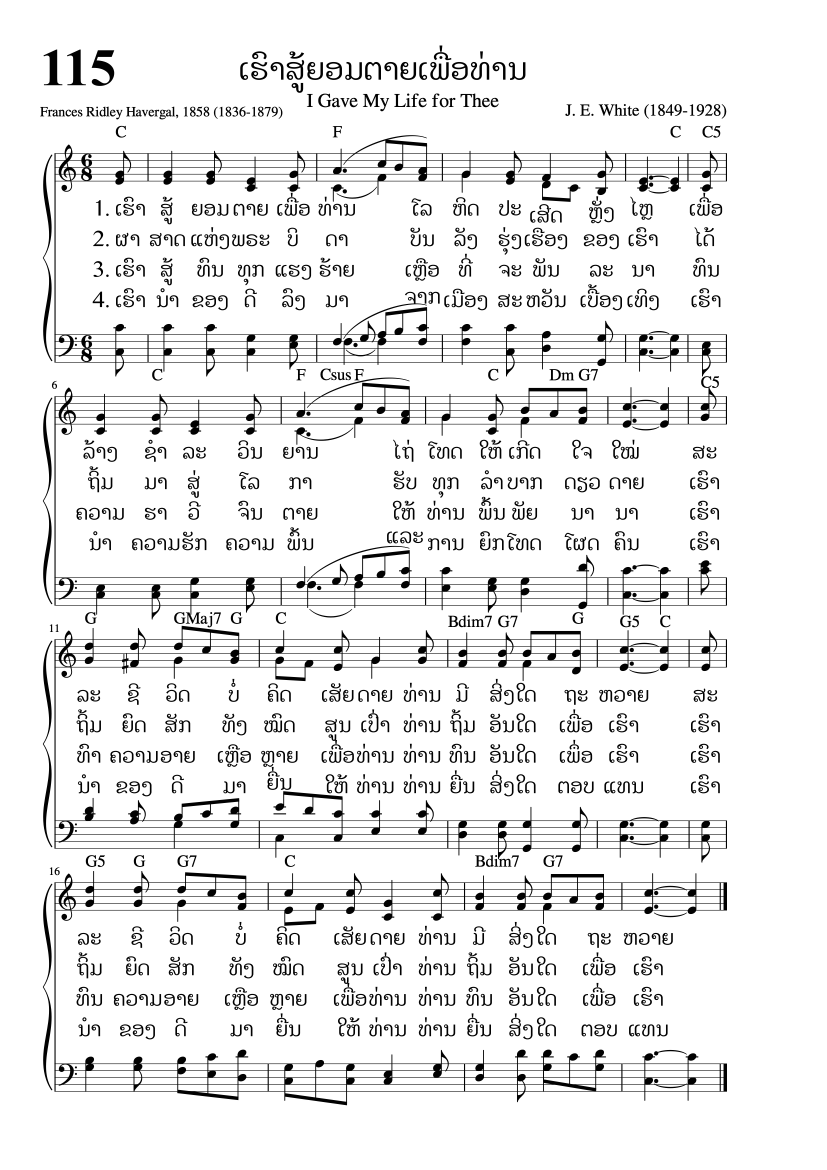 115
ເຮົາສູ້ຍອມຕາຍເພື່ອທ່ານ
I Gave My Life for Thee
Frances Ridley Havergal, 1858 (1836-1879)
J. E. White (1849-1928)
C F C C5
6 8
1. ເຮົາ ສູ້ ຍອມ ຕາຍ ເພື່ອ ທ່ານ ໂລ ຫິດ ປະ ເສີດ ຫຼັ່ງ ໄຫຼ ເພື່ອ
2. ຜາ ສາດ ແຫ່ງ ພຣະ ບິ ດາ ບັນ ລັງ ຮຸ່ງ ເຮືອງ ຂອງ ເຮົາ ໄດ້
3. ເຮົາ ສູ້ ທົນ ທຸກ ແຮງ ຮ້າຍ ເຫຼືອ ທີ່ ຈະ ພັນ ລະ ນາ ທົນ
4. ເຮົາ ນຳ ຂອງ ດີ ລົງ ມາ ຈາກ ເມືອງ ສະ ຫວັນ ເບື້ອງ ເທິງ ເຮົາ
6 8
6 C F Csus F C Dm G7 C5
ລ້າງ ຊຳ ລະ ວິນ ຍານ ໄຖ່ ໂທດ ໃຫ້ ເກີດ ໃຈ ໃໝ່ ສະ
ຖິ້ມ ມາ ສູ່ ໂລ ກາ ຮັບ ທຸກ ລຳ ບາກ ດຽວ ດາຍ ເຮົາ
ຄວາມ ຮາ ວີ ຈົນ ຕາຍ ໃຫ້ ທ່ານ ພົ້ນ ພັຍ ນາ ນາ ເຮົາ
ນຳ ຄວາມຮັກ ຄວາມ ພົ້ນ ແລະ ການ ຍົກ ໂທດ ໂຜດ ຄົນ ເຮົາ
11 G GMaj7 G C Bdim7 G7 G G5 C
ລະ ຊີ ວິດ ບໍ່ ຄິດ ເສັຍ ດາຍ ທ່ານ ມີ ສິ່ງ ໃດ ຖະ ຫວາຍ ສະ
ຖິ້ມ ຍົດ ສັກ ທັງ ໝົດ ສູນ ເປົ່າ ທ່ານ ຖິ້ມ ອັນ ໃດ ເພື່ອ ເຮົາ ເຮົາ
ທົາ ຄວາມອາຍ ເຫຼືອ ຫຼາຍ ເພື່ອ ທ່ານ ທ່ານ ທົນ ອັນ ໃດ ເພຶ່ອ ເຮົາ ເຮົາ
ນຳ ຂອງ ດີ ມາ ຍື່ນ ໃຫ້ ທ່ານ ທ່ານ ຍື່ນ ສິ່ງ ໃດ ຕອບ ແທນ ເຮົາ
16 G5 G G7 C Bdim7 G7
ລະ ຊີ ວິດ ບໍ່ ຄິດ ເສັຍ ດາຍ ທ່ານ ມີ ສິ່ງ ໃດ ຖະ ຫວາຍ
ຖິ້ມ ຍົດ ສັກ ທັງ ໝົດ ສູນ ເປົ່າ ທ່ານ ຖິ້ມ ອັນ ໃດ ເພື່ອ ເຮົາ
ທົນ ຄວາມອາຍ ເຫຼືອ ຫຼາຍ ເພື່ອ ທ່ານ ທ່ານ ທົນ ອັນ ໃດ ເພື່ອ ເຮົາ
ນຳ ຂອງ ດີ ມາ ຍື່ນ ໃຫ້ ທ່ານ ທ່ານ ຍື່ນ ສິ່ງ ໃດ ຕອບ ແທນ